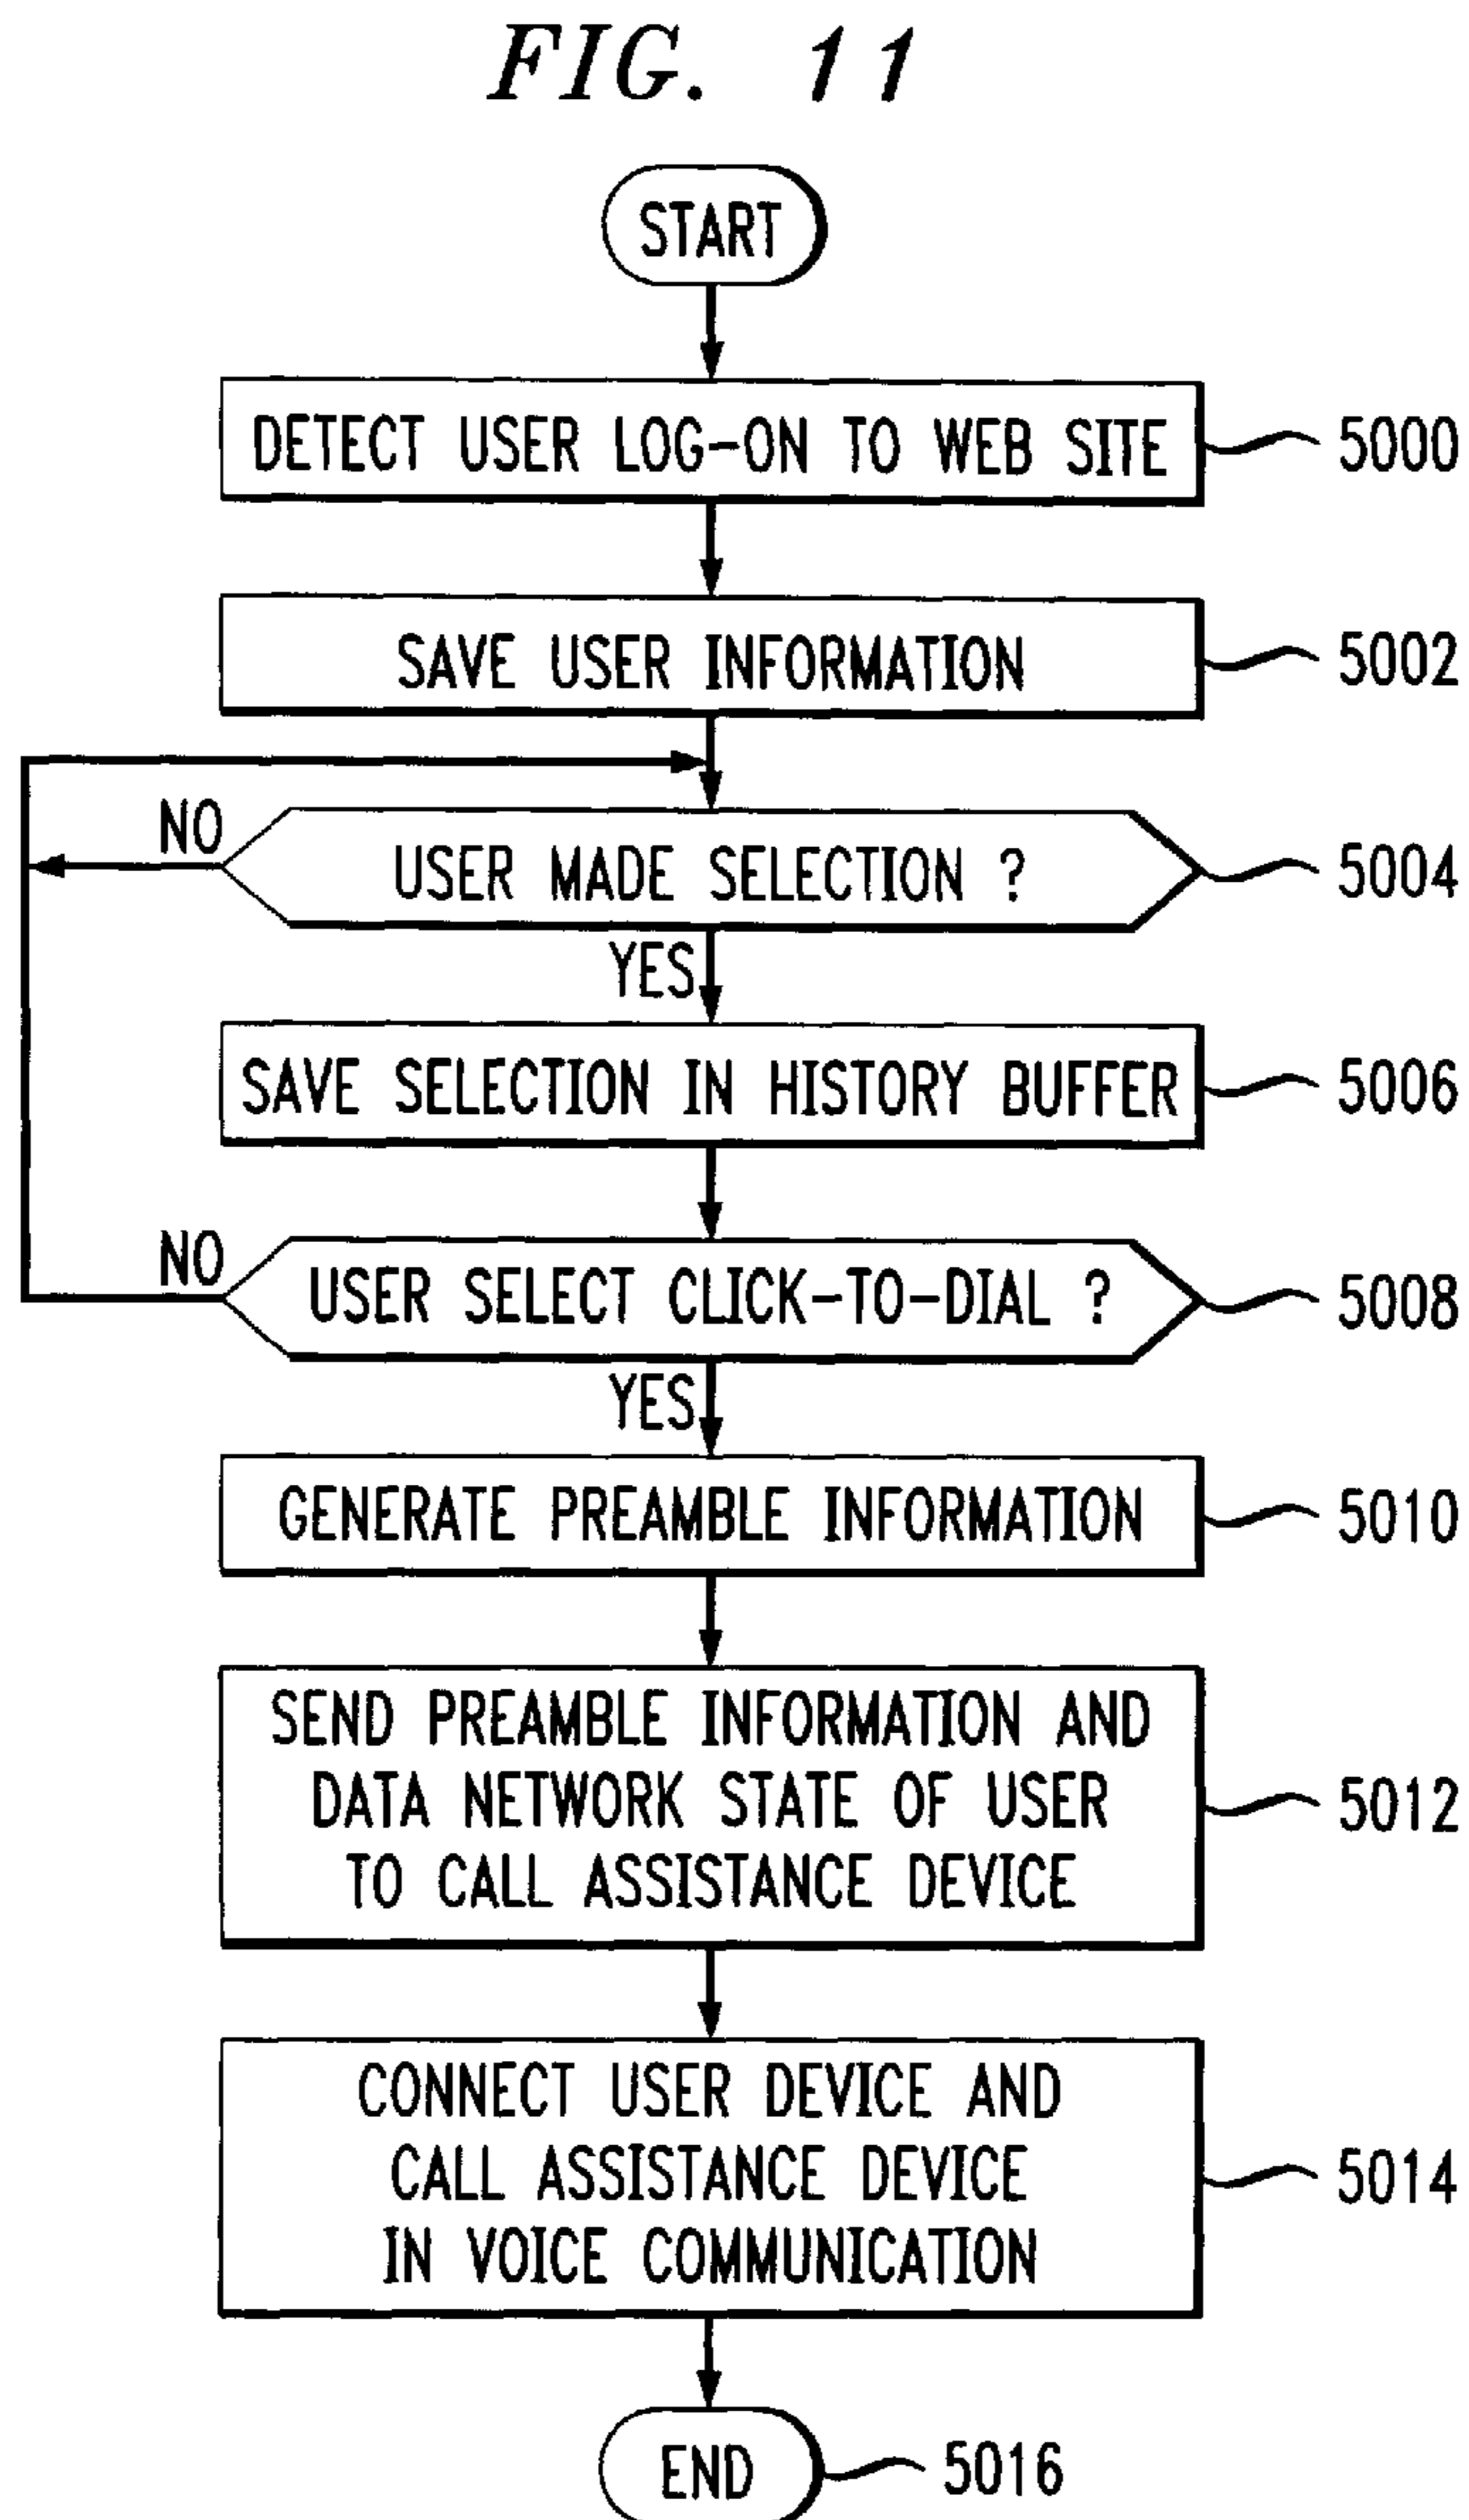 FIG. 11
START
DETECT USER LOG-ON TO WEB SITE
5000
SAVE USER INFORMATION
5002
NO
USER MADE SELECTION ?
5004
YES
SAVE SELECTION IN HISTORY BUFFER
5006
NO
USER SELECT CLICK-TO-DIAL ?
5008
YES
GENERATE PREAMBLE INFORMATION
5010
SEND PREAMBLE INFORMATION AND
DATA NETWORK STATE OF USER
TO CALL ASSISTANCE DEVICE
5012
CONNECT USER DEVICE AND
CALL ASSISTANCE DEVICE
IN VOICE COMMUNICATION
5014
END
5016